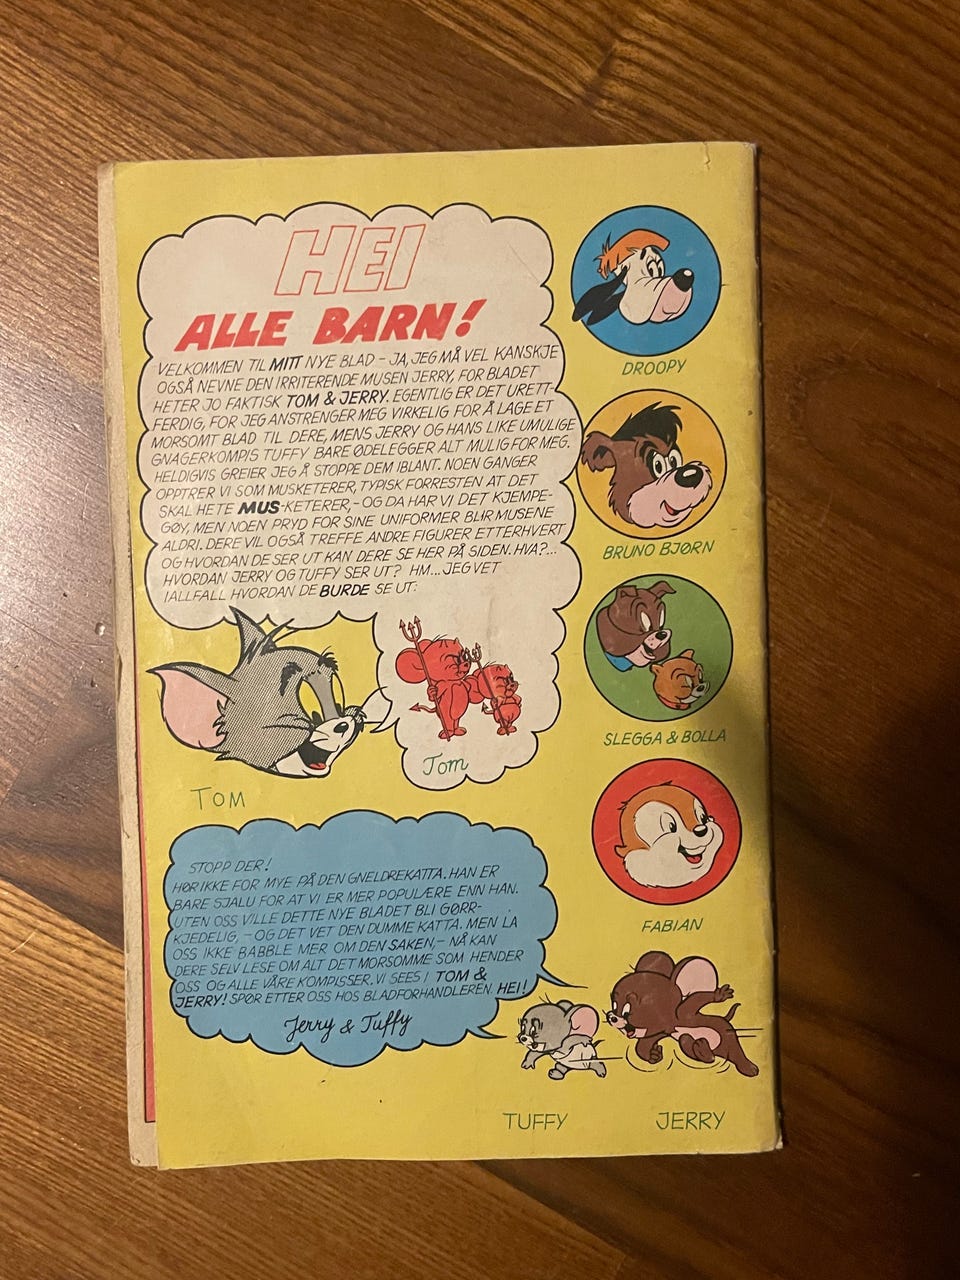 HEI
ALLE BARN!
VELKOMMEN TIL MITT NYE BLAD - JA, JEG MÅ VEL KANSKJE
OGSÅ NEVNE DEN IRRITERENDE MUSEN JERRY, FOR BLADET
HETER JO FAKTISK TOM & JERRY. EGENTLIG ER DET URETT-
FERDIG, FOR JEG ANSTRENGER MEG VIRKELIG FOR Å LAGE ET
MORSOMT BLAD TIL DERE, MENS JERRY OG HANS LIKE UMULIGE
GNAGERKOMPIS TUFFY BARE ØDELEGGER ALT MULIG FOR MEG.
HELDIGVIS GREIER JEG Å STOPPE DEM IBLANT. NOEN GANGER
OPPTRER VI SOM MUSKETERER, TYPISK FORRESTEN AT DET
SKAL HETE MUS-KETERER,- OG DA HAR VI DET KJEMPE-
GØY, MEN NOEN PRYD FOR SINE UNIFORMER BLIR MUSENE
ALDRI. DERE VIL OGSÅ TREFFE ANDRE FIGURER ETTERHVERT
OG HVORDAN DE SER UT KAN DERE SE HER PÅ SIDEN. HVA?...
HVORDAN JERRY OG TUFFY SER UT? HM... JEG VET
IALLFALL HVORDAN DE BURDE SE UT:
Tom
TOM
STOPP DER!
HØR IKKE FOR MYE PÅ DEN GNELDREKATTA. HAN ER
BARE SJALU FOR AT VI ER MER POPULÆRE ENN HAN.
UTEN OSS VILLE DETTE NYE BLADET BLI GØRR-
KJEDELIG, - OG DET VET DEN DUMME KATTA. MEN LA
OSS IKKE BABBLE MER OM DEN SAKEN,- NÅ KAN
DERE SELV LESE OM ALT DET MORSOMME SOM HENDER
OSS OG ALLE VÅRE KOMPISSER. VI SEES I TOM &
JERRY! SPØR ETTER OSS HOS BLADFORHANDLEREN. HEI!
Jerry & Tuffy
DROOPY
BRUNO BJØRN
SLEGGA & BOLLA
FABIAN
TUFFY JERRY